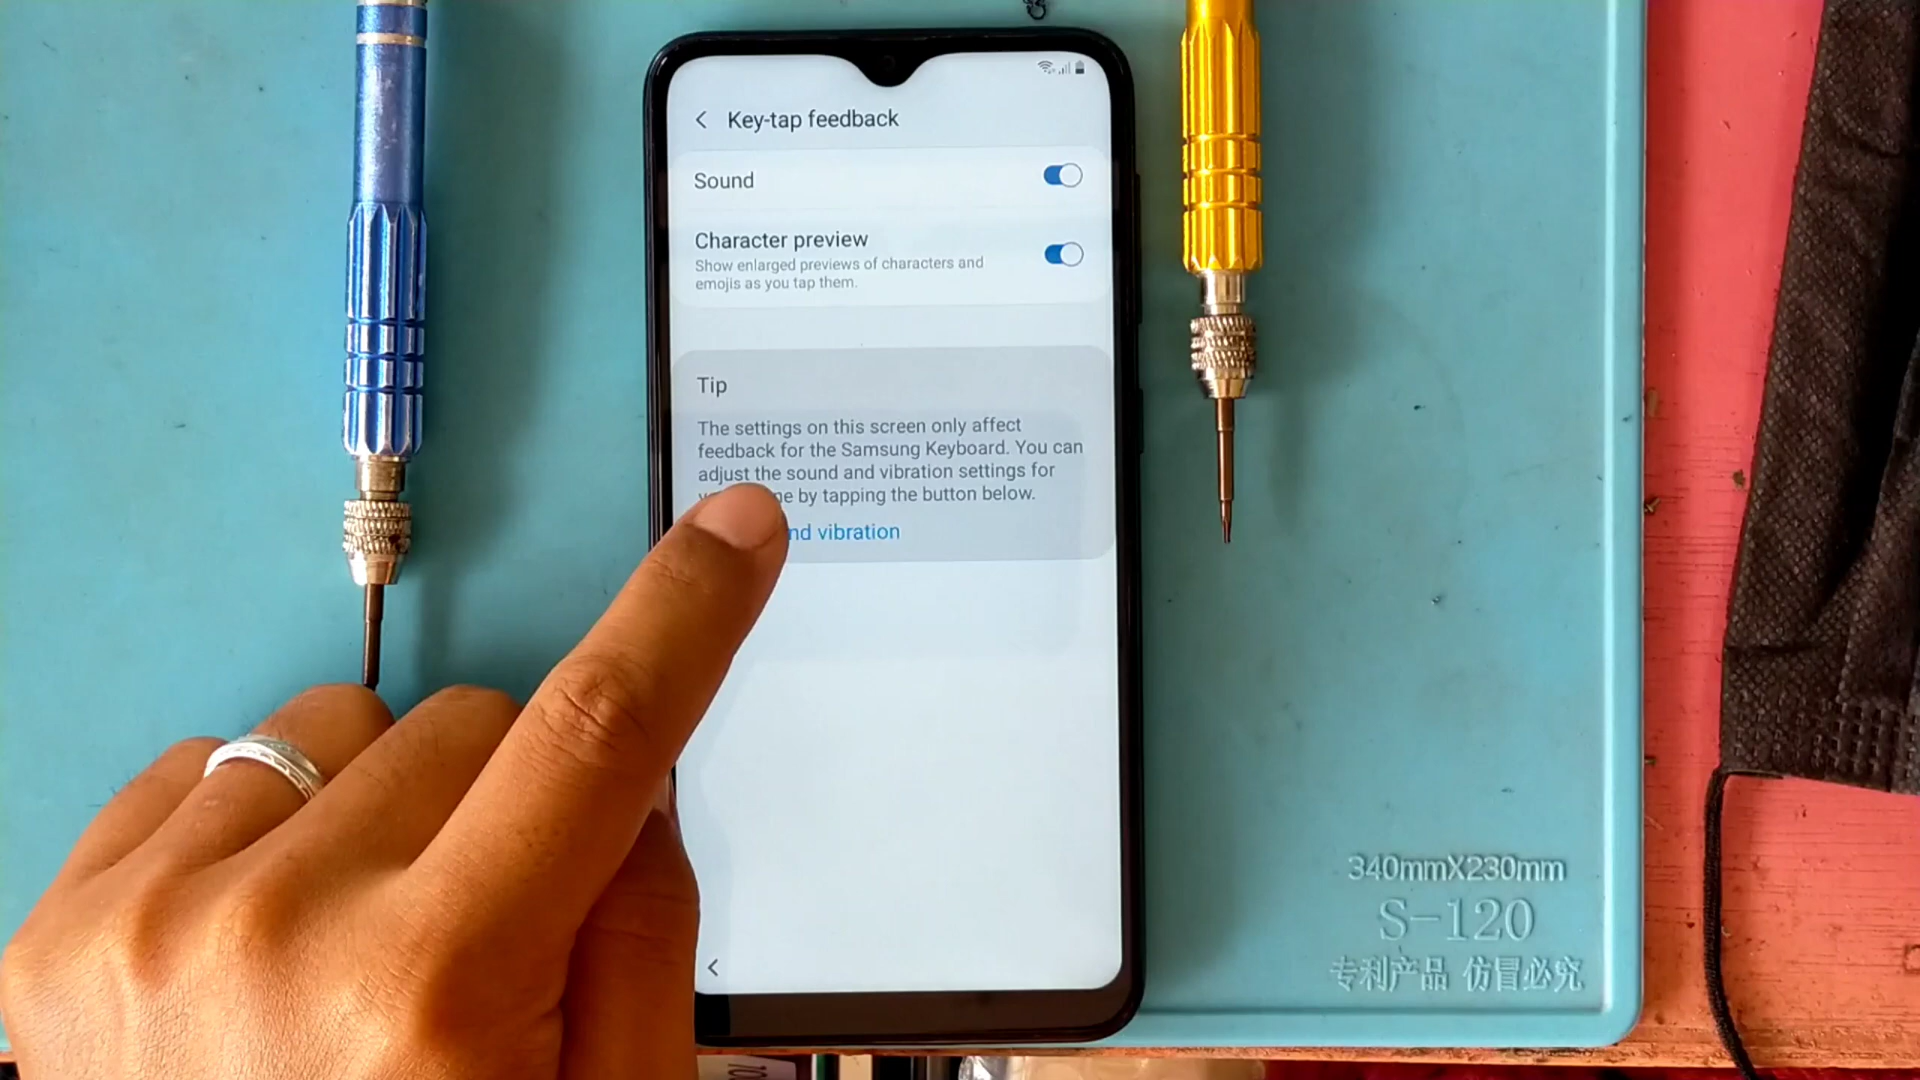 Key-tap feedback
Sound
Character preview
Show enlarged previews of characters and
emojis as you tap them.
Tip
The settings on this screen only affect
feedback for the Samsung Keyboard. You can
adjust the sound and vibration settings for
by tapping the button below.
vibration
340mmX230mm
S-120
专利产品 仿冒必究